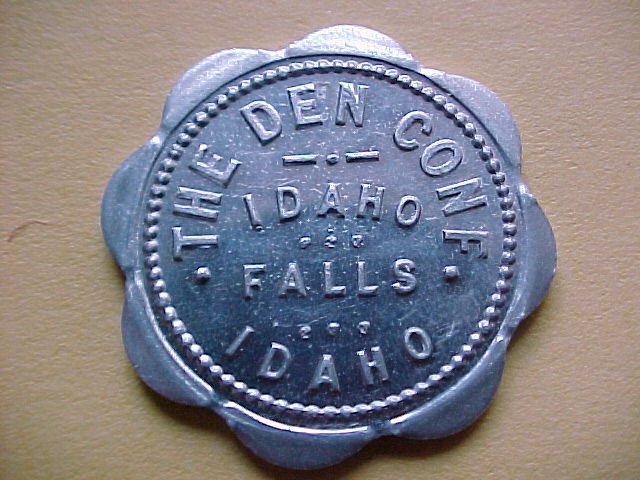 THE DEN CONF
IDAHO
FALLS
IDAHO